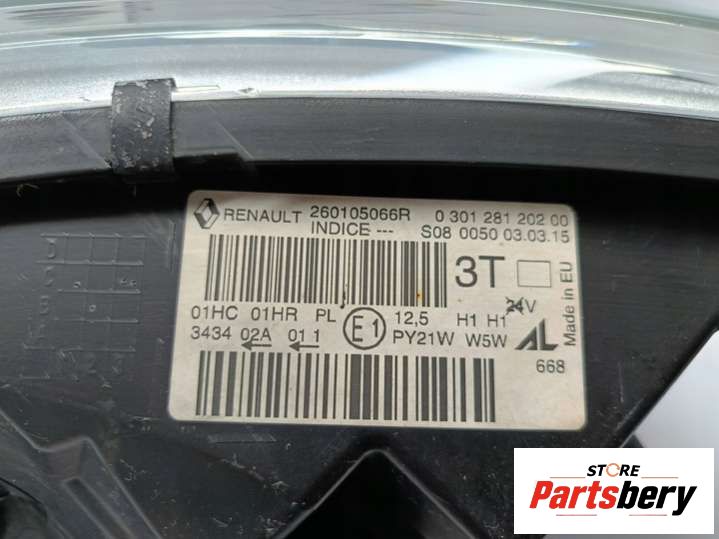 RENAULT 260105066R 0 301 281 202 00
INDICE --- S08 0050 03.03.15
3T
Made in EU
01HC 01HR PL E1 12,5 H1 H1 24V
3434 02A 01 1 PY21W W5W AL
668
STORE
Partsbery